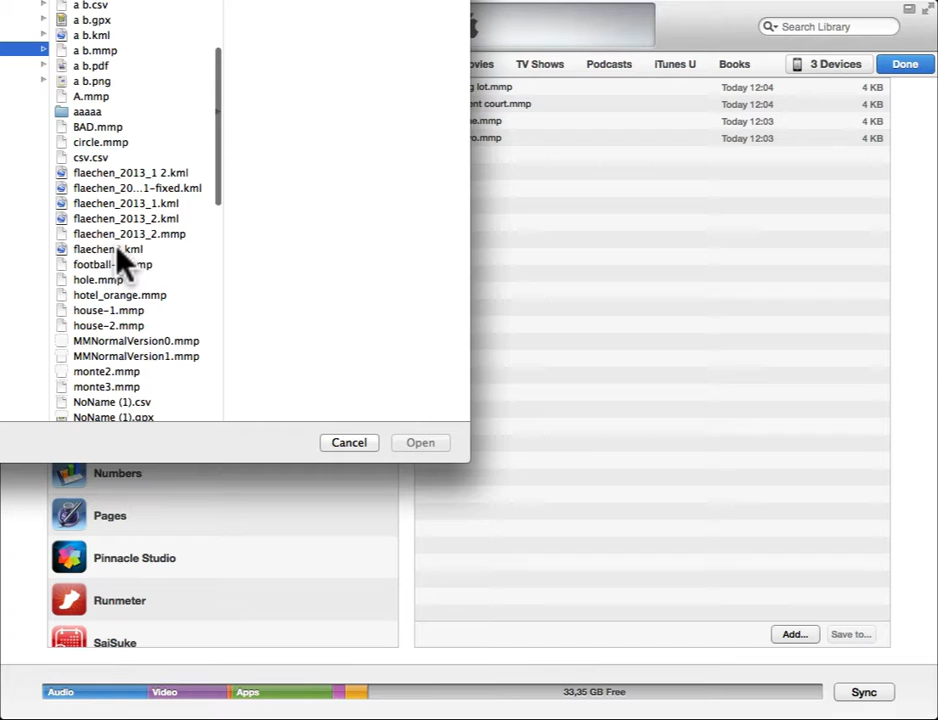 a b.csv
a b.gpx
a b.kml
a b.mmp
a b.pdf
a b.png
A.mmp
aaaaa
BAD.mmp
circle.mmp
csv.csv
flaechen_2013_1 2.kml
flaechen_20...1-fixed.kml
flaechen_2013_1.kml
flaechen_2013_2.kml
flaechen_2013_2.mmp
flaechen .kml
football- mp
hole.mmp
hotel_orange.mmp
house-1.mmp
house-2.mmp
MMNormalVersion0.mmp
MMNormalVersion1.mmp
monte2.mmp
monte3.mmp
NoName (1).csv
NoName (1).gpx
Cancel
Open
Search Library
ovies
TV Shows
Podcasts
iTunes U
Books
3 Devices
Done
g lot.mmp Today 12:04 4 KB
ent court.mmp Today 12:04 4 KB
e.mmp Today 12:03 4 KB
o.mmp Today 12:03 4 KB
Numbers
Pages
Pinnacle Studio
Runmeter
SaiSuke
Add...
Save to...
Audio
Video
Apps
33,35 GB Free
Sync